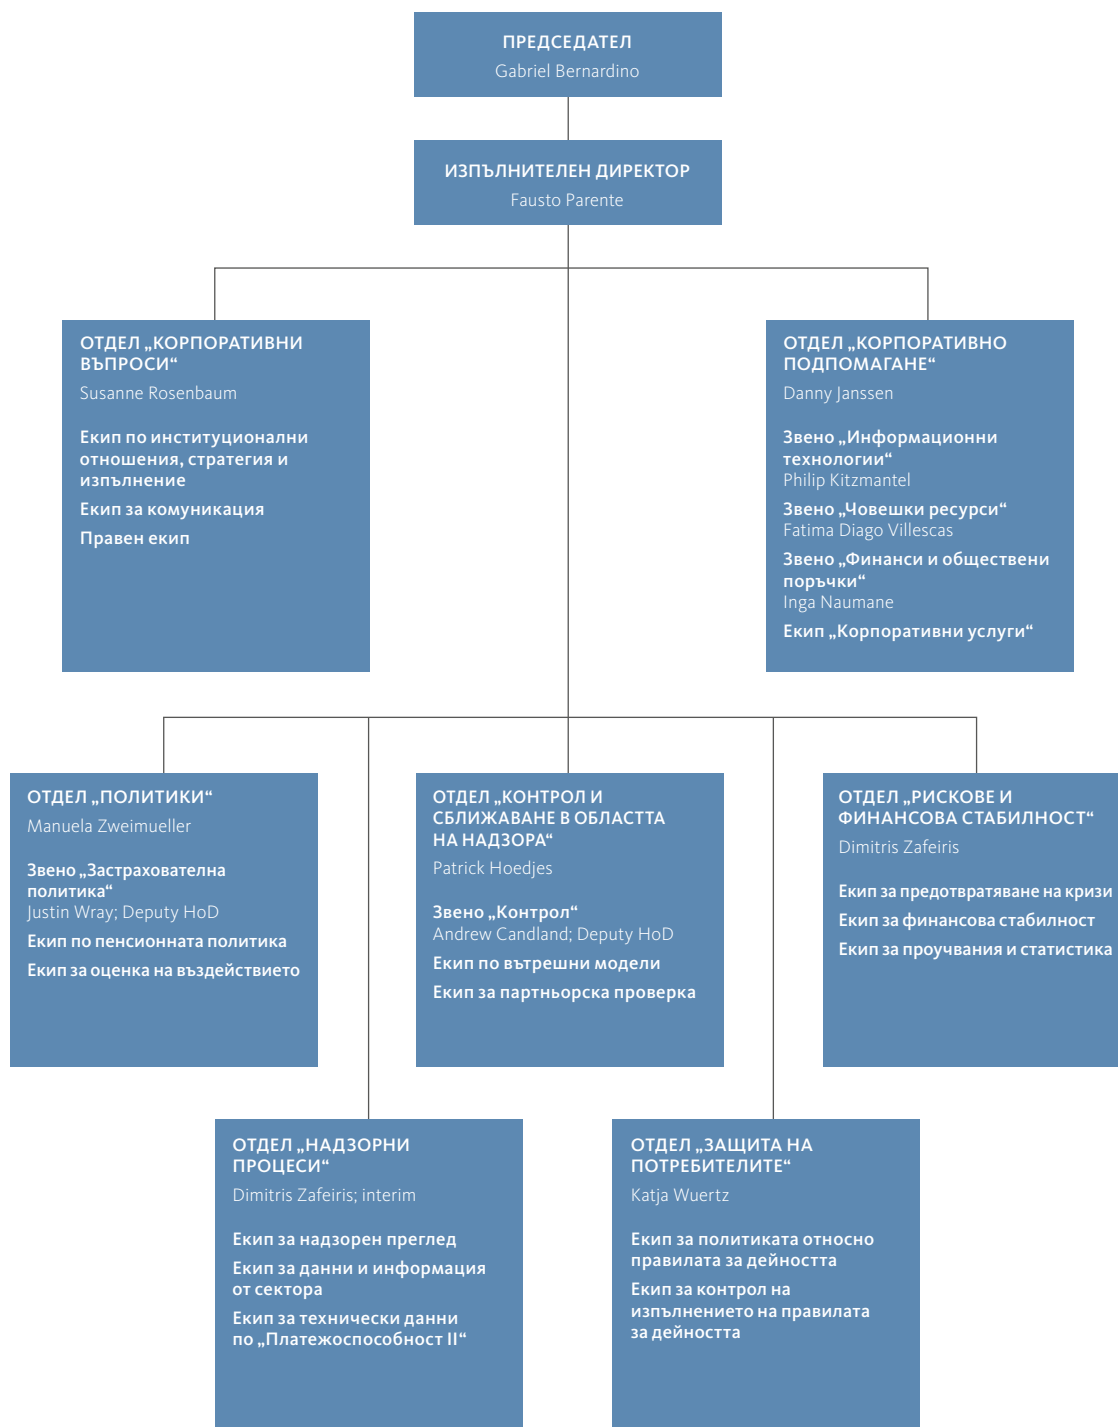 ПРЕДСЕДАТЕЛ
Gabriel Bernardino
ИЗПЪЛНИТЕЛЕН ДИРЕКТОР
Fausto Parente
ОТДЕЛ „КОРПОРАТИВНИ
ВЪПРОСИ“
Susanne Rosenbaum
Екип по институционални
отношения, стратегия и
изпълнение
Екип за комуникация
Правен екип
ОТДЕЛ „КОРПОРАТИВНО
ПОДПОМАГАНЕ“
Danny Janssen
Звено „Информационни
технологии“
Philip Kitzmantel
Звено „Човешки ресурси“
Fatima Diago Villescas
Звено „Финанси и обществени
поръчки“
Inga Naumane
Екип „Корпоративни услуги“
ОТДЕЛ „ПОЛИТИКИ“
Manuela Zweimueller
Звено „Застрахователна
политика“
Justin Wray; Deputy HoD
Екип по пенсионната политика
Екип за оценка на въздействието
ОТДЕЛ „КОНТРОЛ И
СБЛИЖАВАНЕ В ОБЛАСТТА
НА НАДЗОРА“
Patrick Hoedjes
Звено „Контрол“
Andrew Candland; Deputy HoD
Екип по вътрешни модели
Екип за партньорска проверка
ОТДЕЛ „РИСКОВЕ И
ФИНАНСОВА СТАБИЛНОСТ“
Dimitris Zafeiris
Екип за предотвратяване на кризи
Екип за финансова стабилност
Екип за проучвания и статистика
ОТДЕЛ „НАДЗОРНИ
ПРОЦЕСИ“
Dimitris Zafeiris; interim
Екип за надзорен преглед
Екип за данни и информация
от сектора
Екип за технически данни
по „Платежоспособност II“
ОТДЕЛ „ЗАЩИТА НА
ПОТРЕБИТЕЛИТЕ“
Katja Wuertz
Екип за политиката относно
правилата за дейността
Екип за контрол на
изпълнението на правилата
за дейността